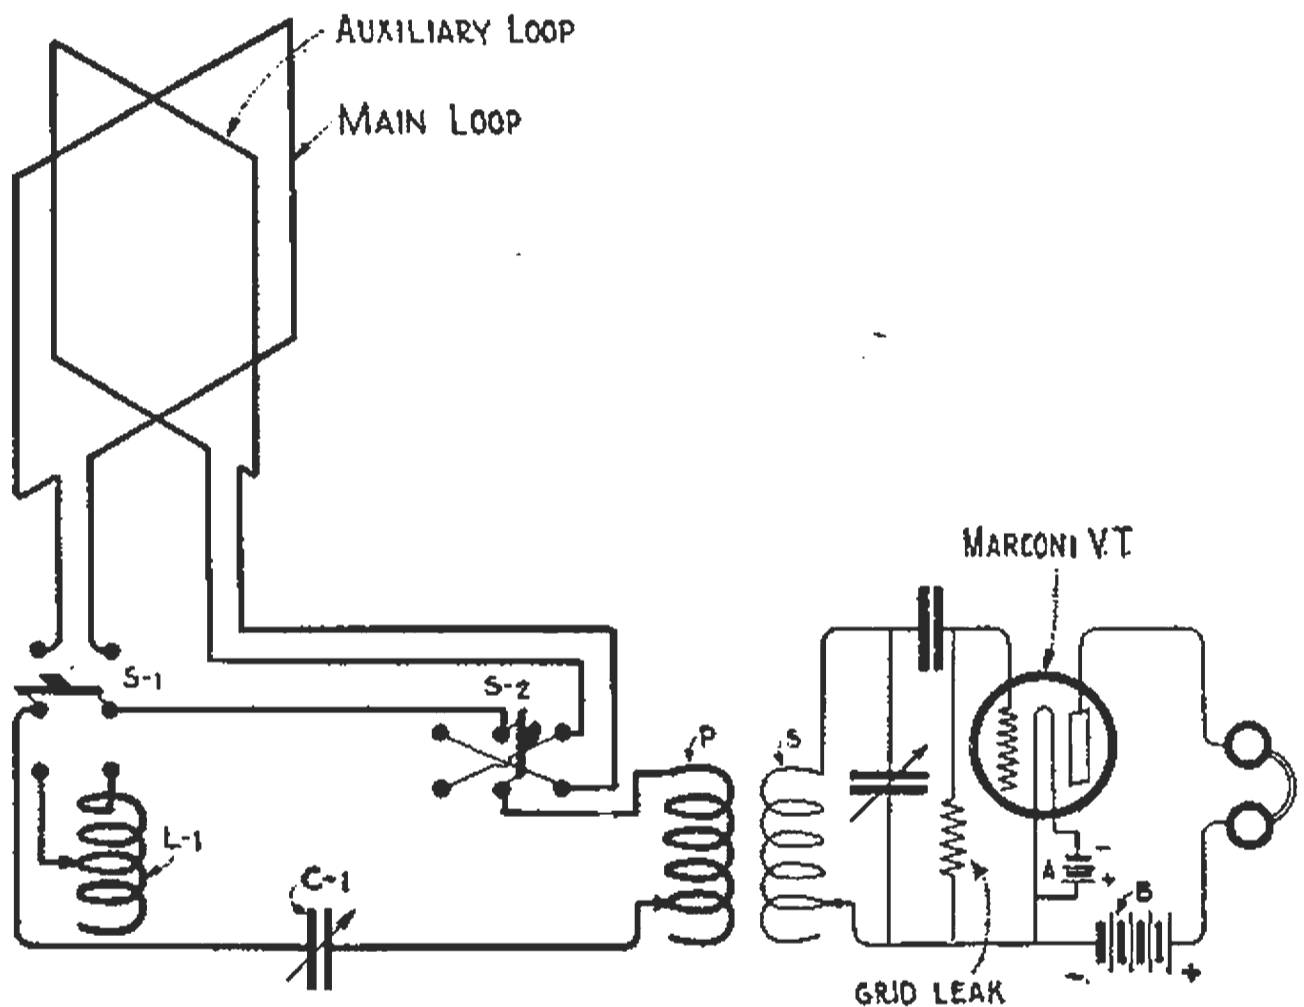 AUXILIARY LOOP
MAIN LOOP
MARCONI V.T.
S-1
S-2
P
S
L-1
C-1
A
-
+
B
-
+
GRID LEAK